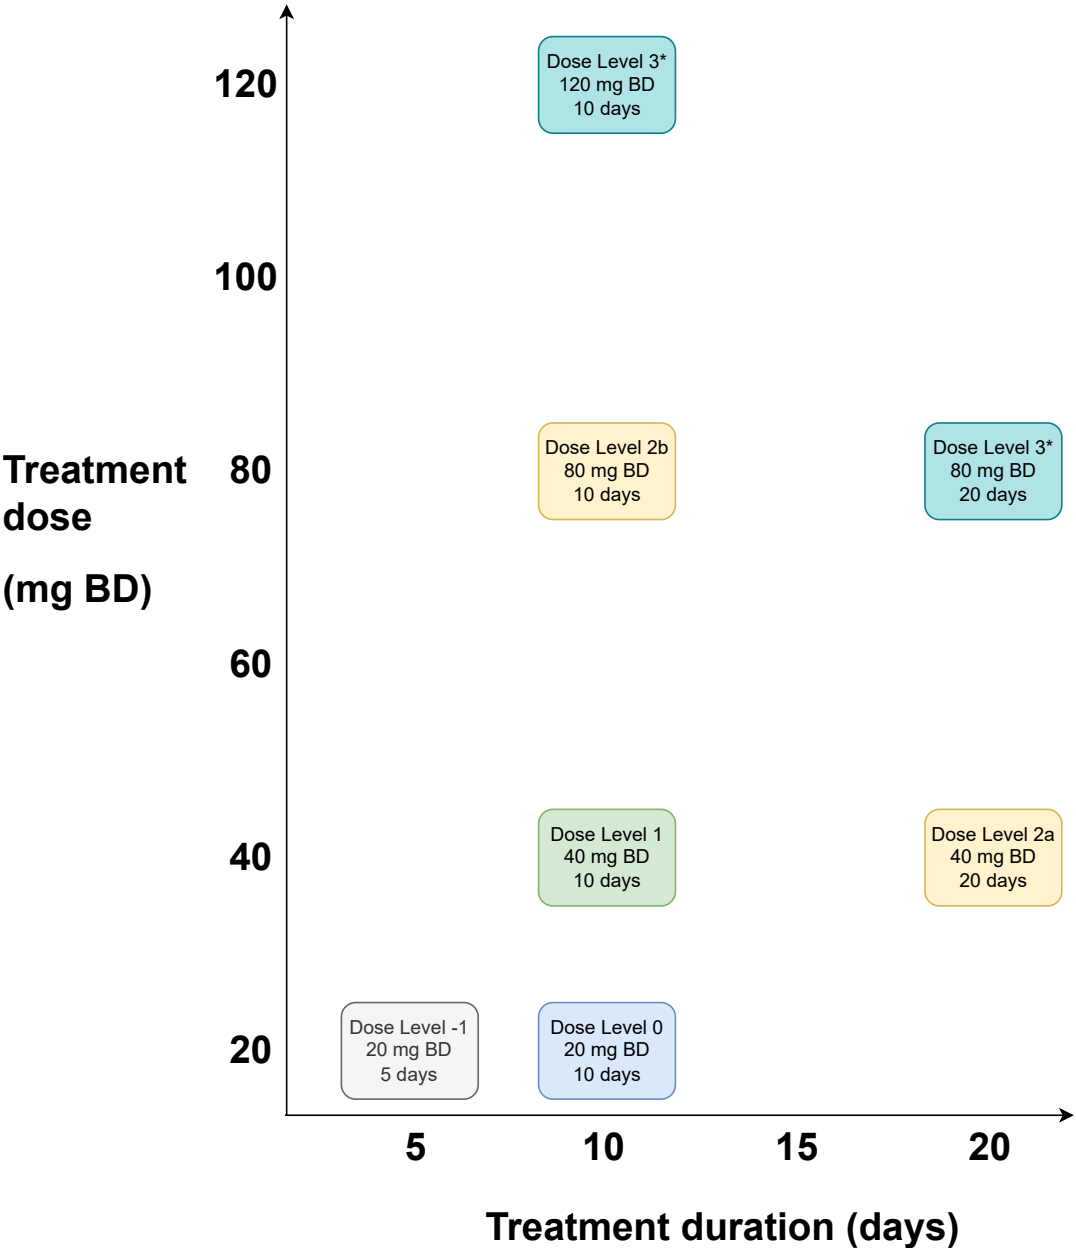 120
Dose Level 3*
120 mg BD
10 days
100
Treatment
dose
(mg BD)
80
Dose Level 2b
80 mg BD
10 days
Dose Level 3*
80 mg BD
20 days
60
40
Dose Level 1
40 mg BD
10 days
Dose Level 2a
40 mg BD
20 days
20
Dose Level -1
20 mg BD
5 days
Dose Level 0
20 mg BD
10 days
5
10
15
20
Treatment duration (days)